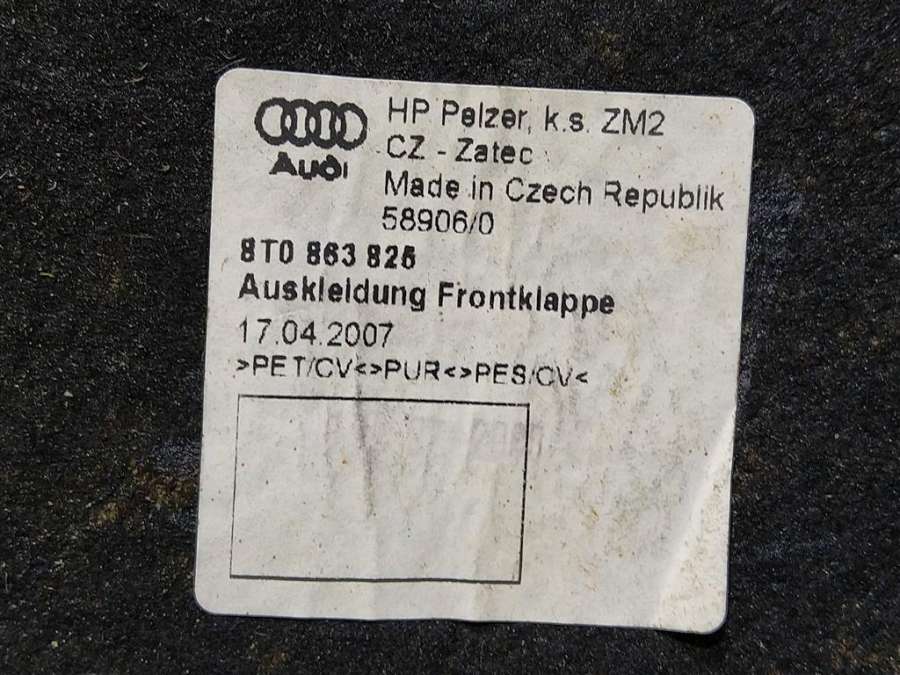 HP Pelzer, k.s. ZM2
CZ - Zatec
Audi
Made in Czech Republik
58906/0
8T0 863 825
Auskleidung Frontklappe
17.04.2007
>PET/CV<>PUR<>PES/CV<